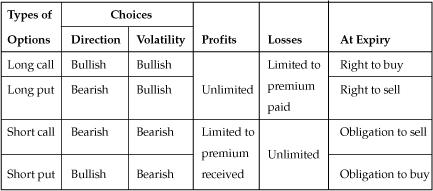 Types of Choices
Options Direction Volatility Profits Losses At Expiry
Long call Bullish Bullish Limited to Right to buy
Long put Bearish Bullish Unlimited premium Right to sell
paid
Short call Bearish Bearish Limited to Obligation to sell
premium Unlimited
Short put Bullish Bearish received Obligation to buy